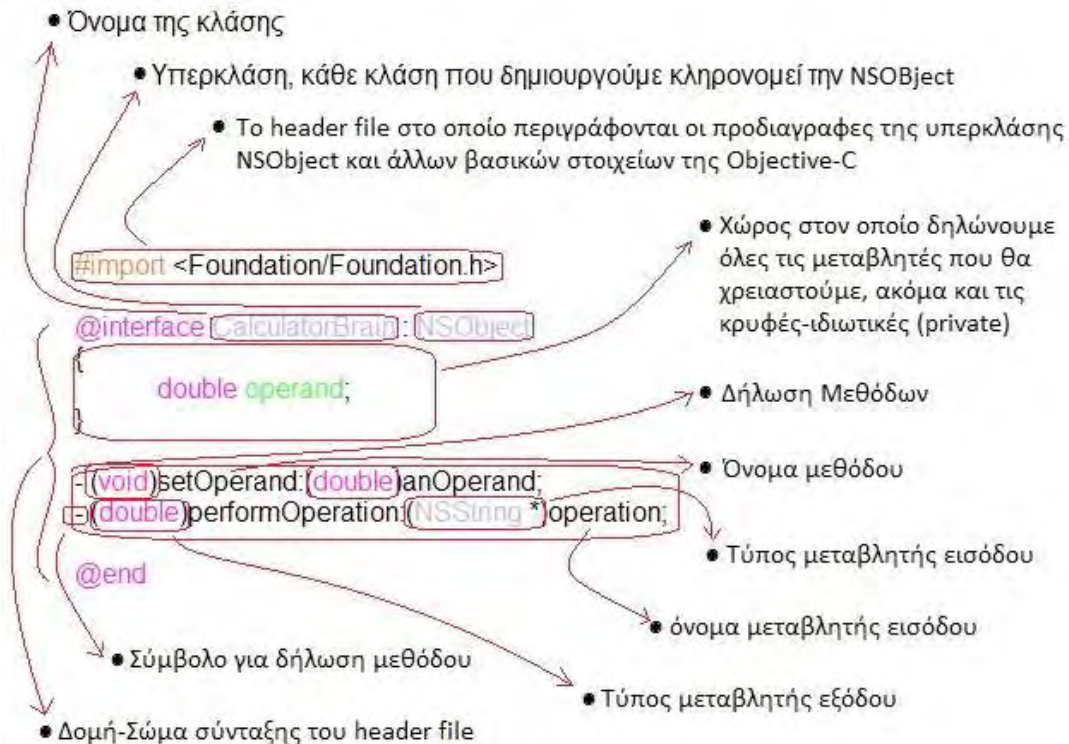 • Όνομα της κλάσης
• Υπερκλάση, κάθε κλάση που δημιουργούμε κληρονομεί την NSOBject
• Το header file στο οποίο περιγράφονται οι προδιαγραφες της υπερκλάσης
NSObject και άλλων βασικών στοιχείων της Objective-C
• Χώρος στον οποίο δηλώνουμε
όλες τις μεταβλητές που θα
χρειαστούμε, ακόμα και τις
κρυφές-ιδιωτικές (private)
#import <Foundation/Foundation.h>
@interface CalculatorBrain : NSObject
{
double operand;
}
• Δήλωση Μεθόδων
• Όνομα μεθόδου
- (void)setOperand:(double)anOperand;
- (double)performOperation:(NSString *)operation;
@end
• Τύπος μεταβλητής εισόδου
• όνομα μεταβλητής εισόδου
• Σύμβολο για δήλωση μεθόδου
• Τύπος μεταβλητής εξόδου
• Δομή-Σώμα σύνταξης του header file